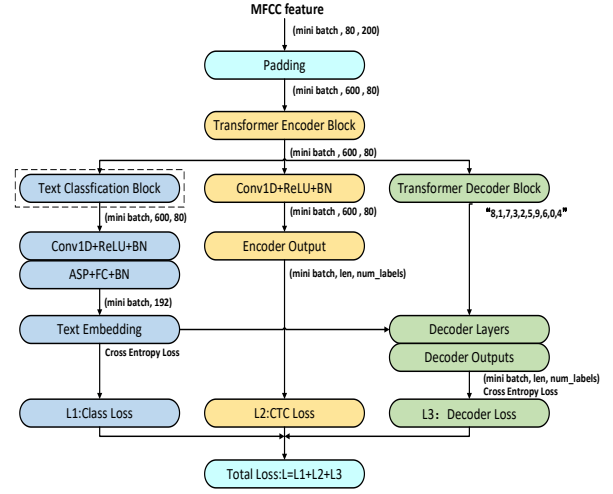 MFCC feature
(mini batch , 80 , 200)
Padding
(mini batch , 600 , 80)
Transformer Encoder Block
(mini batch , 600 , 80)
Text Classfication Block
Conv1D+ReLU+BN
Transformer Decoder Block
(mini batch, 600, 80)
(mini batch , 600 , 80)
"8,1,7,3,2,5,9,6,0,4"
Conv1D+ReLU+BN
Encoder Output
ASP+FC+BN
(mini batch, len, num_labels)
(mini batch, 192)
Text Embedding
Decoder Layers
Cross Entropy Loss
Decoder Outputs
(mini batch, len, num_labels)
Cross Entropy Loss
L1:Class Loss
L2:CTC Loss
L3：Decoder Loss
Total Loss:L=L1+L2+L3